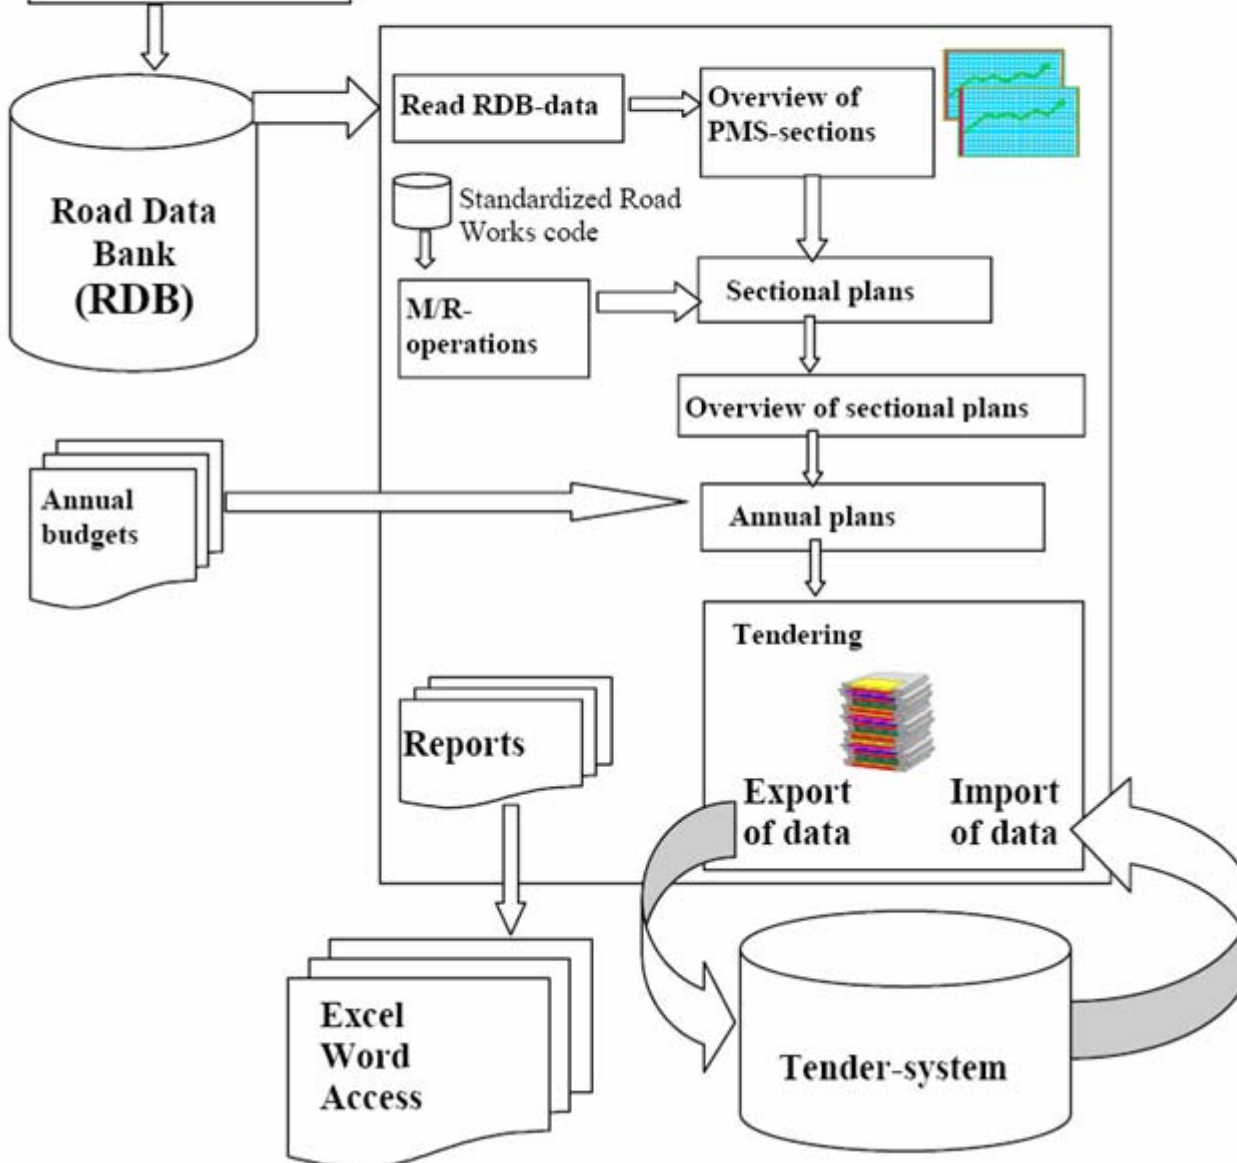 Read RDB-data
Overview of
PMS-sections
Road Data
Bank
(RDB)
Standardized Road
Works code
M/R-
operations
Sectional plans
Overview of sectional plans
Annual
budgets
Annual plans
Tendering
Reports
Export
of data
Import
of data
Excel
Word
Access
Tender-system